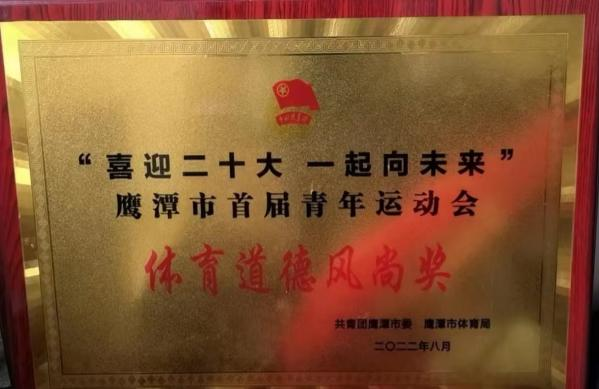 “喜迎二十大 一起向未来”
鹰潭市首届青年运动会
体育道德风尚奖
共青团鹰潭市委 鹰潭市体育局
二〇二二年八月